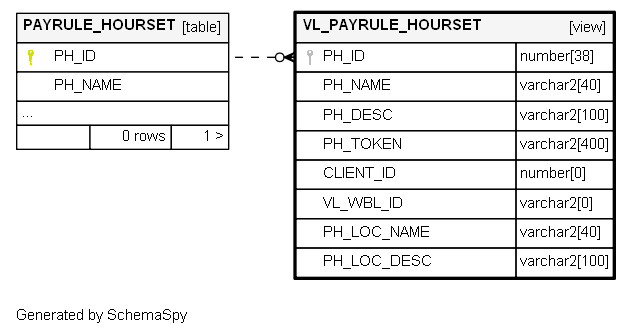 PAYRULE_HOURSET [table]
PH_ID
PH_NAME
...
0 rows 1 >
VL_PAYRULE_HOURSET [view]
PH_ID number[38]
PH_NAME varchar2[40]
PH_DESC varchar2[100]
PH_TOKEN varchar2[400]
CLIENT_ID number[0]
VL_WBL_ID varchar2[0]
PH_LOC_NAME varchar2[40]
PH_LOC_DESC varchar2[100]
Generated by SchemaSpy